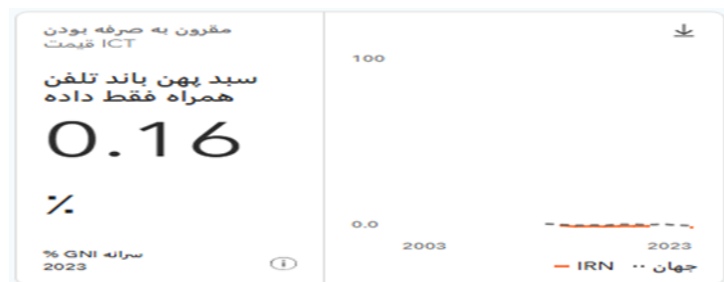 مقرون به صرفه بودن
ICT قیمت
سبد پهن باند تلفن
همراه فقط داده
0.16
٪
% GNI سرانه
2023
100
0.0
2003
2023
IRN
جهان